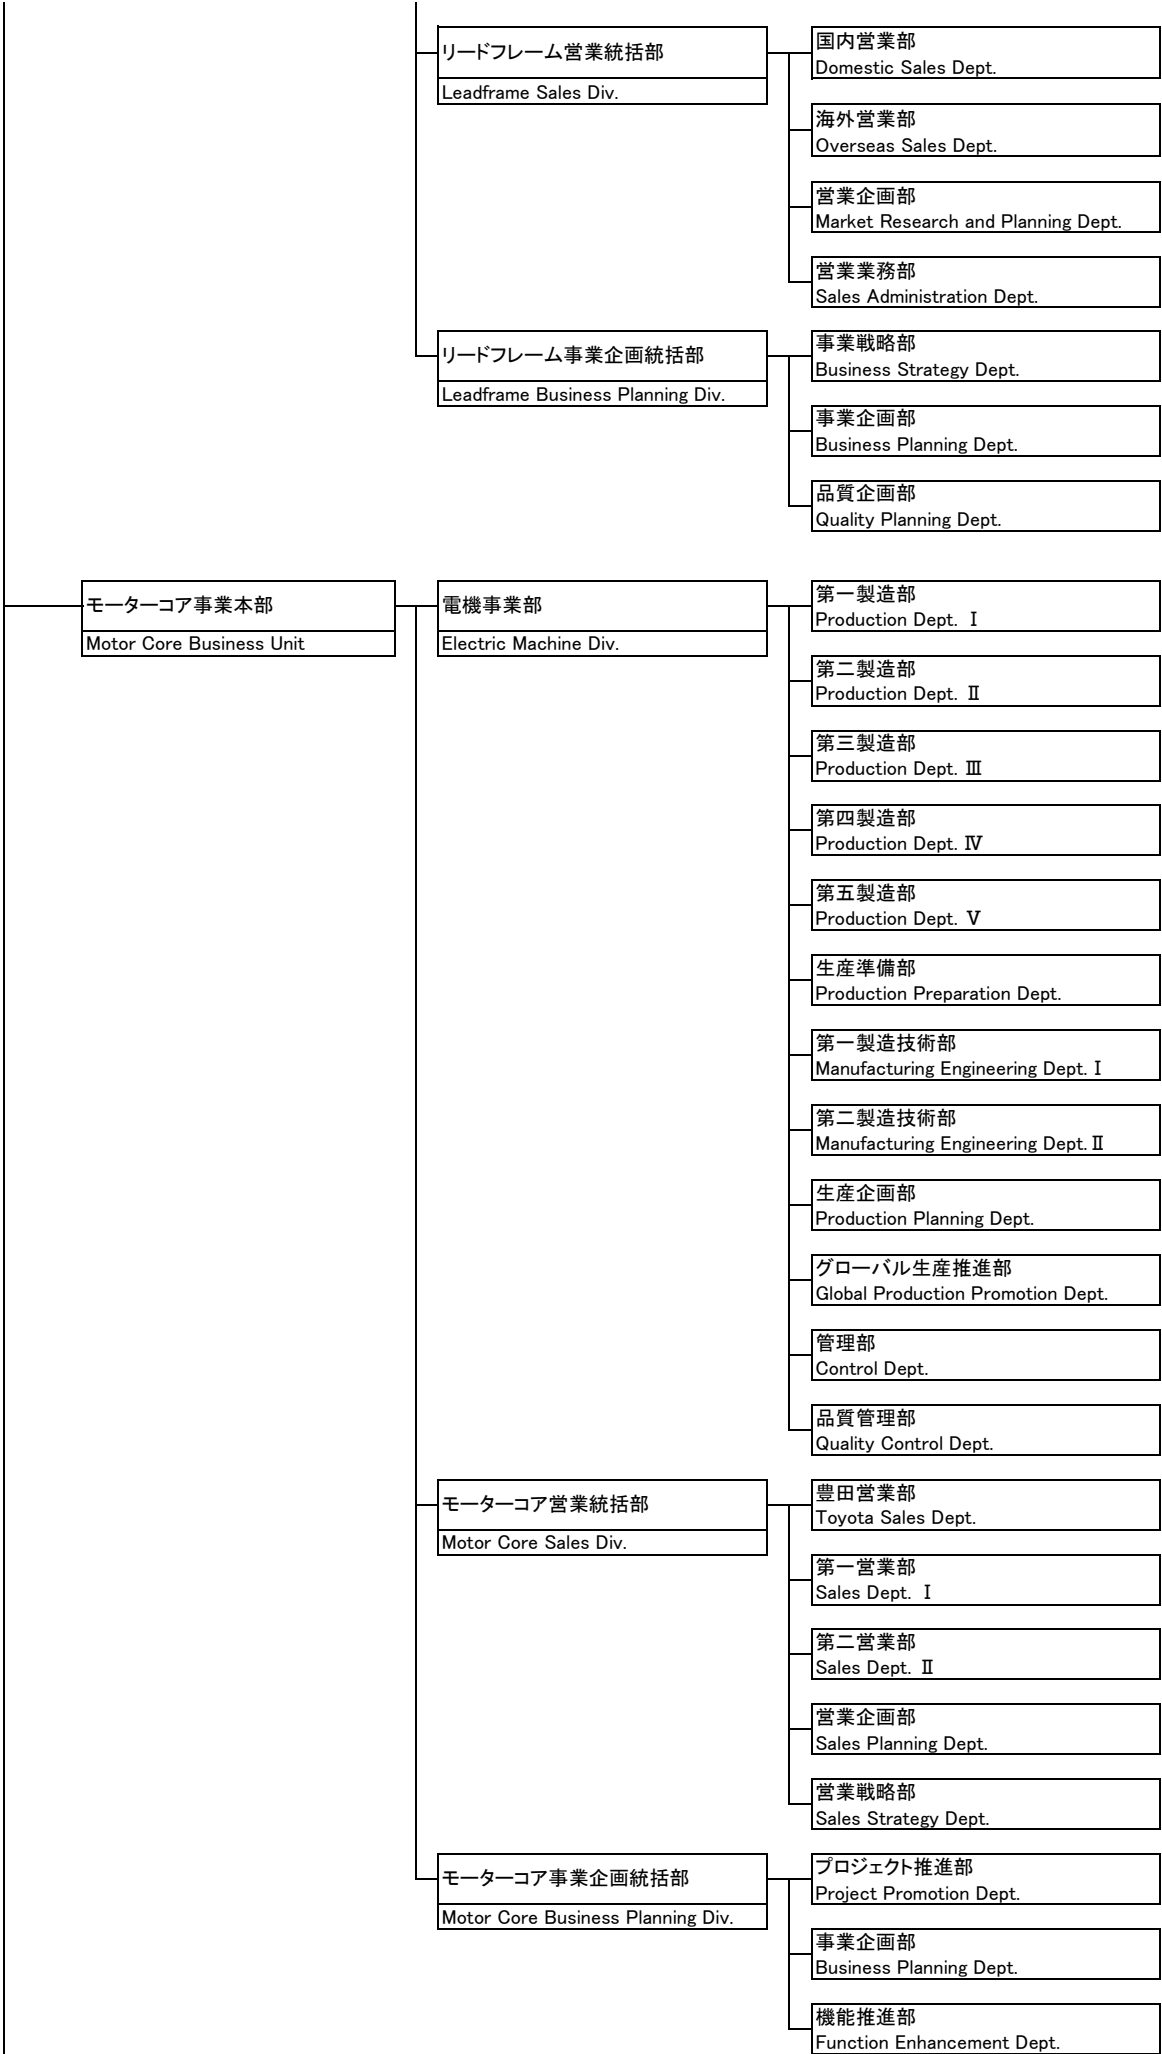 リードフレーム営業統括部
Leadframe Sales Div.
国内営業部
Domestic Sales Dept.
海外営業部
Overseas Sales Dept.
営業企画部
Market Research and Planning Dept.
営業業務部
Sales Administration Dept.
リードフレーム事業企画統括部
Leadframe Business Planning Div.
事業戦略部
Business Strategy Dept.
事業企画部
Business Planning Dept.
品質企画部
Quality Planning Dept.
モーターコア事業本部
Motor Core Business Unit
電機事業部
Electric Machine Div.
第一製造部
Production Dept. Ⅰ
第二製造部
Production Dept. Ⅱ
第三製造部
Production Dept. Ⅲ
第四製造部
Production Dept. Ⅳ
第五製造部
Production Dept. Ⅴ
生産準備部
Production Preparation Dept.
第一製造技術部
Manufacturing Engineering Dept. Ⅰ
第二製造技術部
Manufacturing Engineering Dept. Ⅱ
生産企画部
Production Planning Dept.
グローバル生産推進部
Global Production Promotion Dept.
管理部
Control Dept.
品質管理部
Quality Control Dept.
モーターコア営業統括部
Motor Core Sales Div.
豊田営業部
Toyota Sales Dept.
第一営業部
Sales Dept. Ⅰ
第二営業部
Sales Dept. Ⅱ
営業企画部
Sales Planning Dept.
営業戦略部
Sales Strategy Dept.
モーターコア事業企画統括部
Motor Core Business Planning Div.
プロジェクト推進部
Project Promotion Dept.
事業企画部
Business Planning Dept.
機能推進部
Function Enhancement Dept.